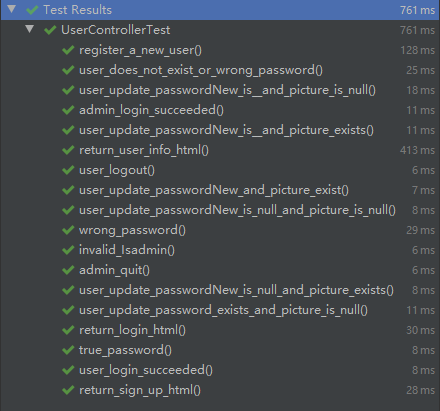 Test Results 761 ms
UserControllerTest 761 ms
register_a_new_user() 128 ms
user_does_not_exist_or_wrong_password() 25 ms
user_update_passwordNew_is__and_picture_is_null() 18 ms
admin_login_succeeded() 11 ms
user_update_passwordNew_is__and_picture_exists() 11 ms
return_user_info_html() 413 ms
user_logout() 6 ms
user_update_passwordNew_and_picture_exist() 7 ms
user_update_passwordNew_is_null_and_picture_is_null() 8 ms
wrong_password() 29 ms
invalid_Isadmin() 6 ms
admin_quit() 6 ms
user_update_passwordNew_is_null_and_picture_exists() 8 ms
user_update_password_exists_and_picture_is_null() 11 ms
return_login_html() 30 ms
true_password() 8 ms
user_login_succeeded() 8 ms
return_sign_up_html() 28 ms